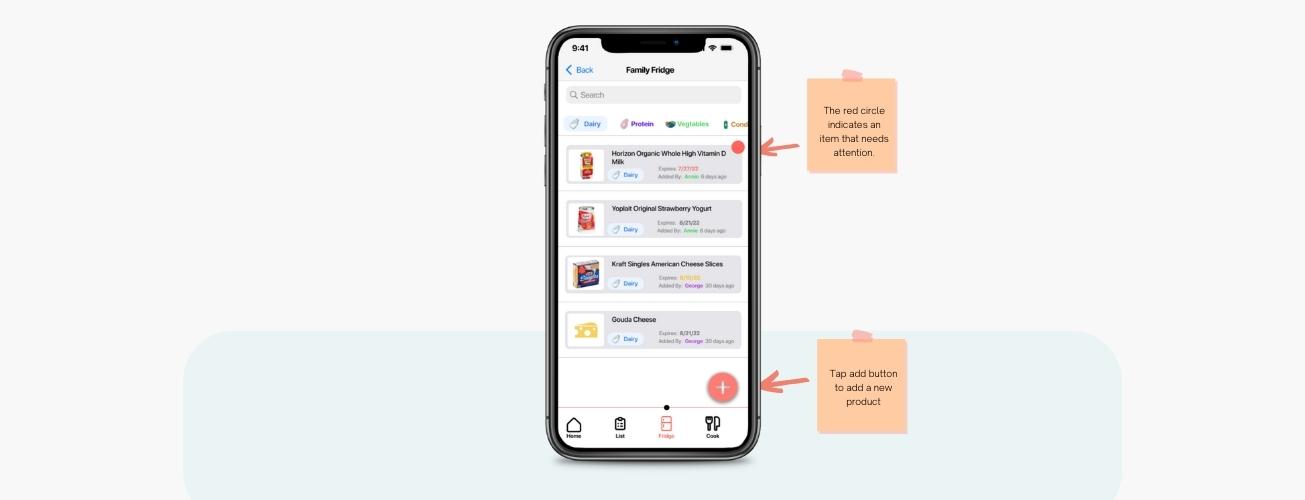 9:41
Back
Family Fridge
Search
Dairy
Protein
Vegtables
Cond
Horizon Organic Whole High Vitamin D
Milk
Dairy
Expires: 7/27/22
Added By: Annie 6 days ago
Yoplait Original Strawberry Yogurt
Dairy
Expires: 8/21/22
Added By: Annie 6 days ago
Kraft Singles American Cheese Slices
Dairy
Expires:
Added By: George 30 days ago
Gouda Cheese
Dairy
Expires: 8/21/22
Added By: George 30 days ago
Home
List
Fridge
Cook
The red circle
indicates an
item that needs
attention.
Tap add button
to add a new
product